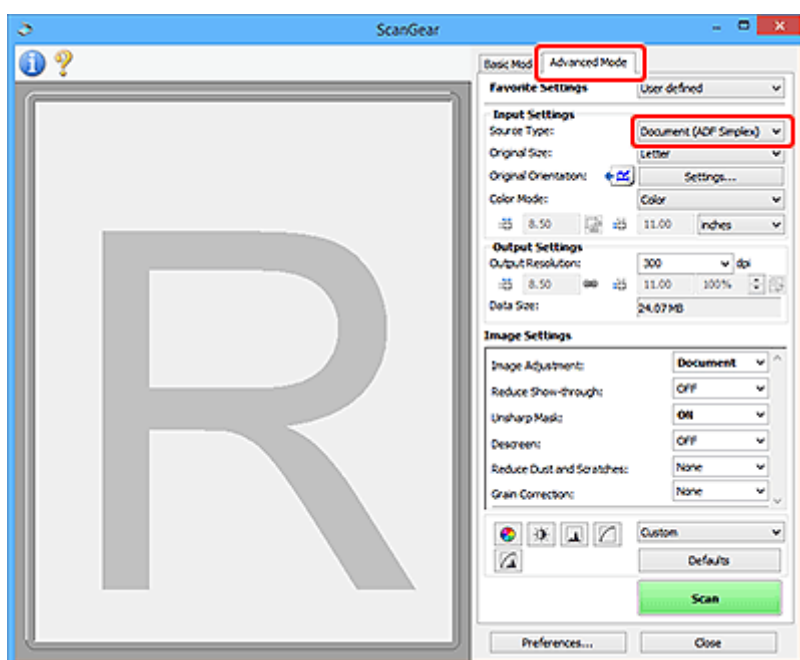 ScanGear
Basic Mod Advanced Mode
Favorite Settings User defined
Input Settings
Source Type: Document (ADF Simplex)
Original Size: Letter
Original Orientation: Settings...
Color Mode: Color
8.50 11.00 inches
Output Settings
Output Resolution: 300 dpi
8.50 11.00 100%
Data Size: 24.07 MB
Image Settings
Image Adjustment: Document
Reduce Show-through: OFF
Unsharp Mask: ON
Descreen: OFF
Reduce Dust and Scratches: None
Grain Correction: None
Custom
Defaults
Scan
Preferences... Close
R